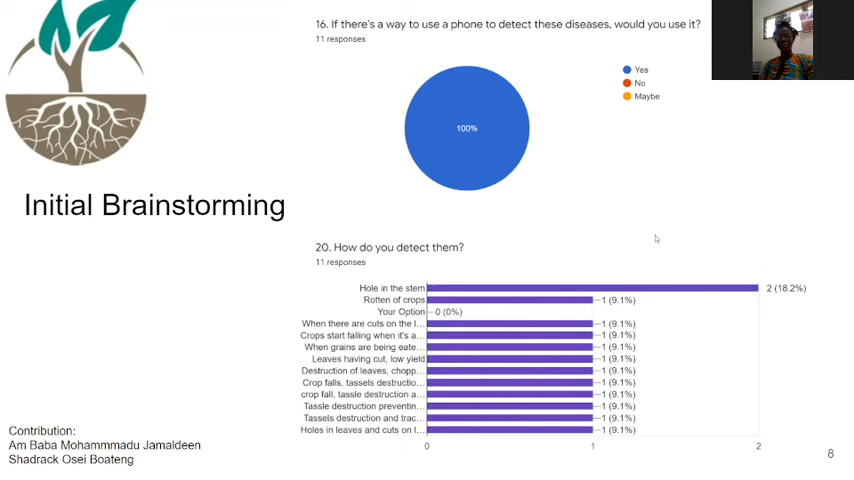 16. If there's a way to use a phone to detect these diseases, would you use it?
11 responses
100%
Yes
No
Maybe
Initial Brainstorming
20. How do you detect them?
11 responses
Hole in the stem 2 (18.2%)
Rotten of crops 1 (9.1%)
Your Option 0 (0%)
When there are cuts on the l... 1 (9.1%)
Crops start falling when it's a... 1 (9.1%)
When grains are being eate... 1 (9.1%)
Leaves having cut, low yield 1 (9.1%)
Destruction of leaves, chopp... 1 (9.1%)
Crop falls, tassels destructio... 1 (9.1%)
crop fall, tassle destruction a... 1 (9.1%)
Tassle destruction preventin... 1 (9.1%)
Tassels destruction and trac... 1 (9.1%)
Holes in leaves and cuts on l... 1 (9.1%)
0 1 2
Contribution:
Am Baba Mohammmadu Jamaldeen
Shadrack Osei Boateng
8